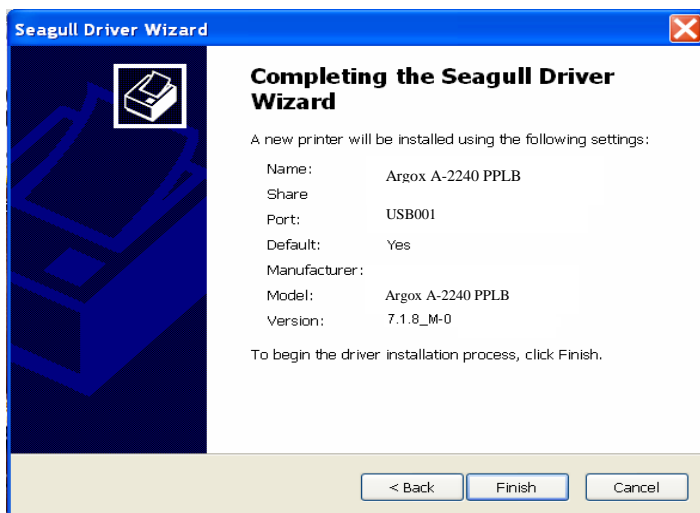 Seagull Driver Wizard
Completing the Seagull Driver
Wizard
A new printer will be installed using the following settings:
Name: Argox A-2240 PPLB
Share
Port: USB001
Default: Yes
Manufacturer:
Model: Argox A-2240 PPLB
Version: 7.1.8_M-0
To begin the driver installation process, click Finish.
< Back Finish Cancel